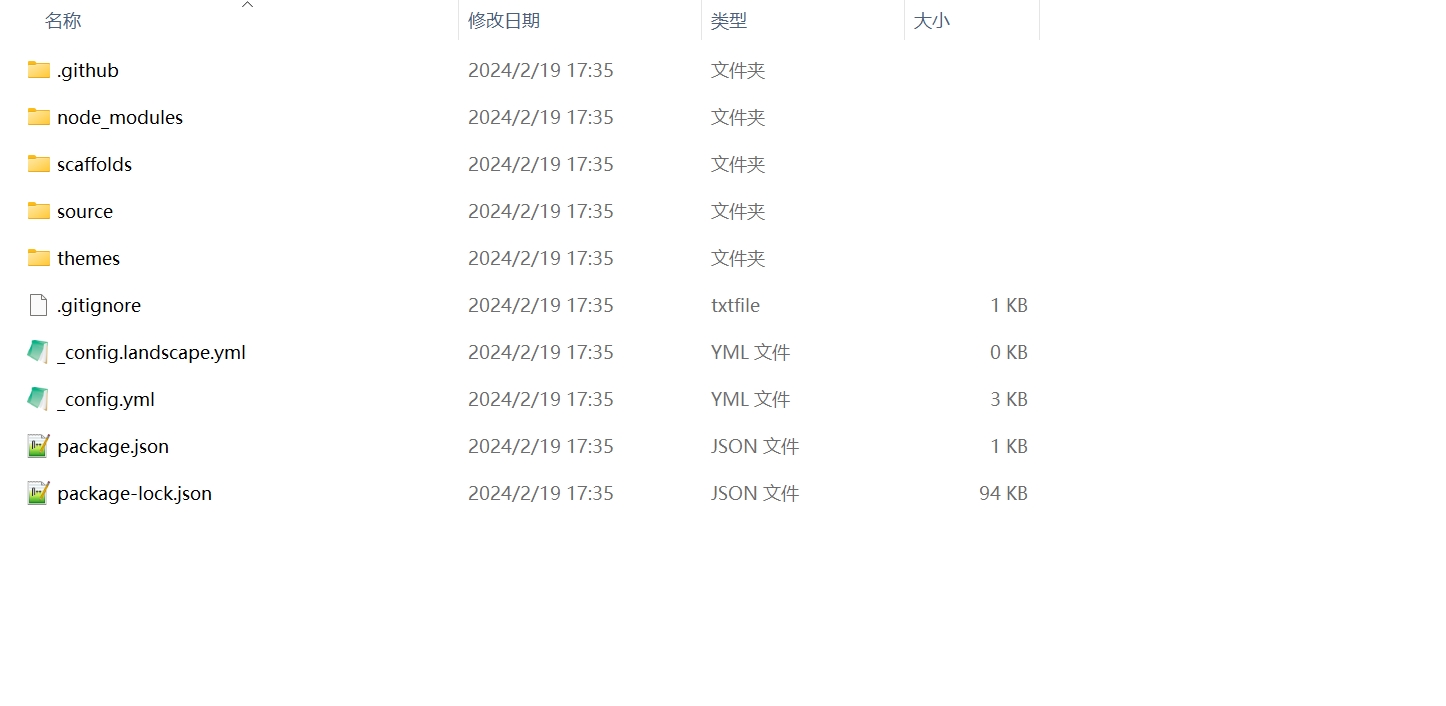 名称 修改日期 类型 大小
.github 2024/2/19 17:35 文件夹
node_modules 2024/2/19 17:35 文件夹
scaffolds 2024/2/19 17:35 文件夹
source 2024/2/19 17:35 文件夹
themes 2024/2/19 17:35 文件夹
.gitignore 2024/2/19 17:35 txtfile 1 KB
_config.landscape.yml 2024/2/19 17:35 YML 文件 0 KB
_config.yml 2024/2/19 17:35 YML 文件 3 KB
package.json 2024/2/19 17:35 JSON 文件 1 KB
package-lock.json 2024/2/19 17:35 JSON 文件 94 KB